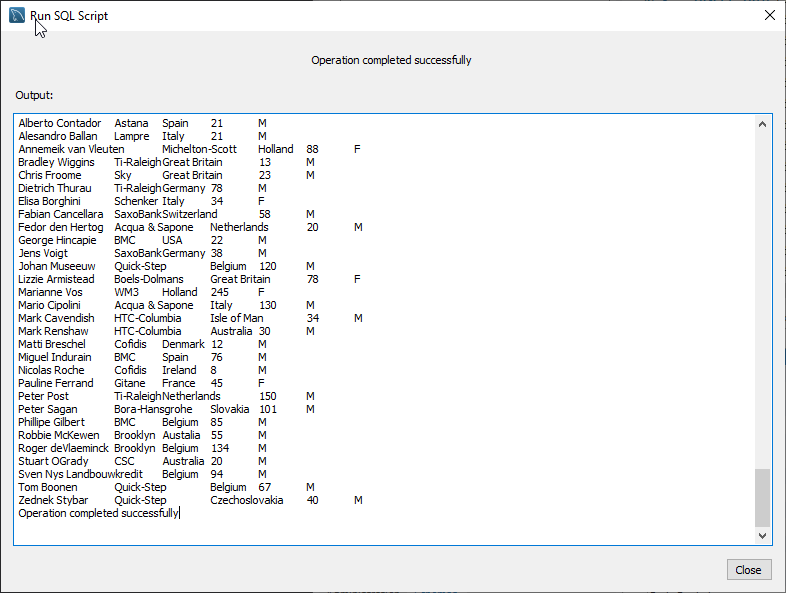 Run SQL Script
Operation completed successfully
Output:
Alberto Contador Astana Spain 21 M
Alesandro Ballan Lampre Italy 21 M
Annemeik van Vleuten Michelton-Scott Holland 88 F
Bradley Wiggins Ti-Raleigh Great Britain 13 M
Chris Froome Sky Great Britain 23 M
Dietrich Thurau Ti-Raleigh Germany 78 M
Elisa Borghini Schenker Italy 34 F
Fabian Cancellara SaxoBank Switzerland 58 M
Fedor den Hertog Acqua & Sapone Netherlands 20 M
George Hincapie BMC USA 22 M
Jens Voigt SaxoBank Germany 38 M
Johan Museeuw Quick-Step Belgium 120 M
Lizzie Armistead Boels-Dolmans Great Britain 78 F
Marianne Vos WM3 Holland 245 F
Mario Cipolini Acqua & Sapone Italy 130 M
Mark Cavendish HTC-Columbia Isle of Man 34 M
Mark Renshaw HTC-Columbia Australia 30 M
Matti Breschel Cofidis Denmark 12 M
Miguel Indurain BMC Spain 76 M
Nicolas Roche Cofidis Ireland 8 M
Pauline Ferrand Gitane France 45 F
Peter Post Ti-Raleigh Netherlands 150 M
Peter Sagan Bora-Hansgrohe Slovakia 101 M
Phillipe Gilbert BMC Belgium 85 M
Robbie McKewen Brooklyn Austalia 55 M
Roger deVlaeminck Brooklyn Belgium 134 M
Stuart OGrady CSC Australia 20 M
Sven Nys Landbouwkredit Belgium 94 M
Tom Boonen Quick-Step Belgium 67 M
Zednek Stybar Quick-Step Czechoslovakia 40 M
Operation completed successfully
Close